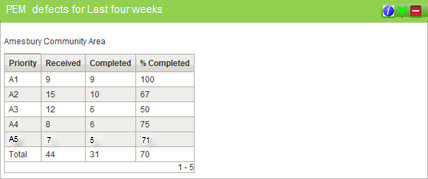 PEM defects for Last four weeks
Amesbury Community Area
Priority Received Completed % Completed
A1 9 9 100
A2 15 10 67
A3 12 6 50
A4 8 6 75
A5 7 5 71
Total 44 31 70
1 - 5